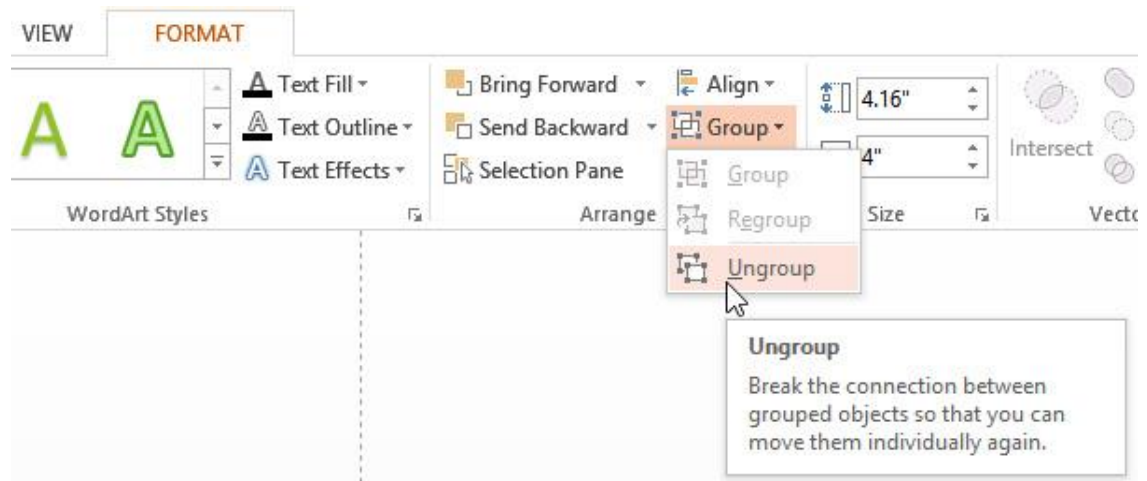 VIEW FORMAT
A A Text Fill Bring Forward Align 4.16"
Text Outline Send Backward Group 4" Intersect
Text Effects Selection Pane Group
WordArt Styles Arrange Regroup Size Vecto
Ungroup
Ungroup
Break the connection between
grouped objects so that you can
move them individually again.